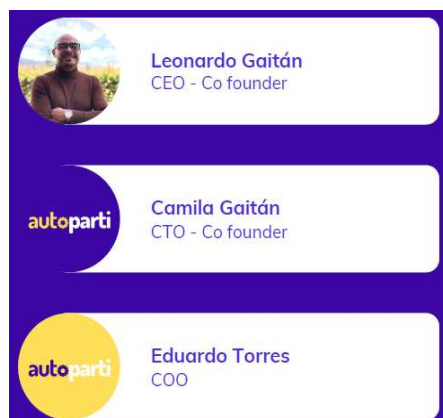 Leonardo Gaitán
CEO - Co founder
autoparti
Camila Gaitán
CTO - Co founder
autoparti
Eduardo Torres
COO